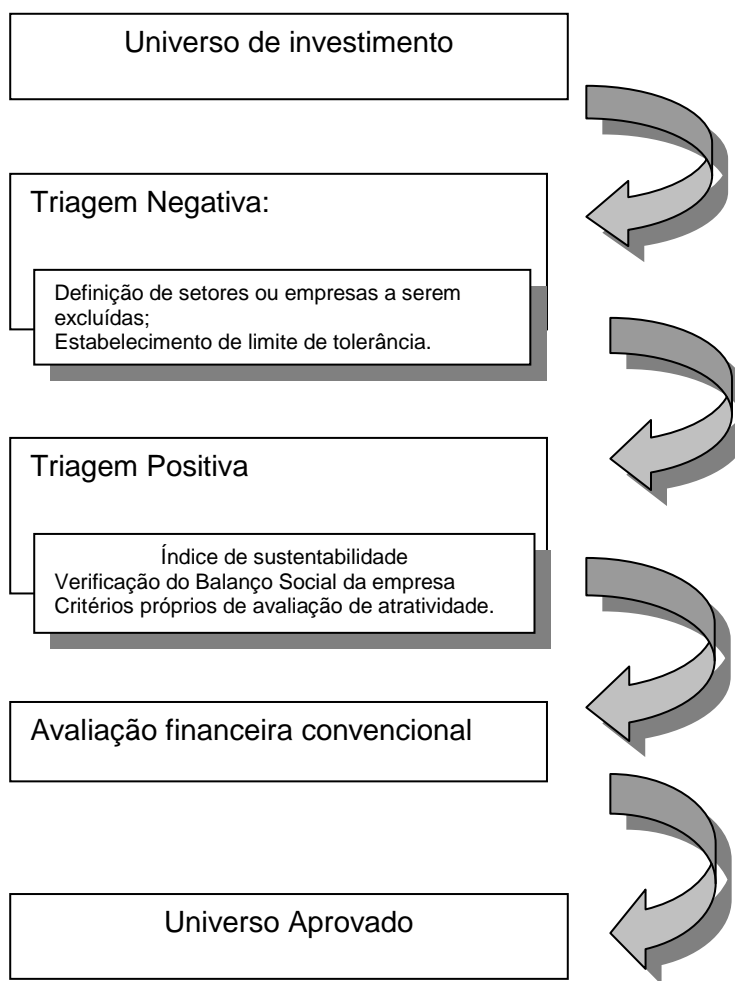 Universo de investimento
Triagem Negativa:
Definição de setores ou empresas a serem
excluídas;
Estabelecimento de limite de tolerância.
Triagem Positiva
Índice de sustentabilidade
Verificação do Balanço Social da empresa
Critérios próprios de avaliação de atratividade.
Avaliação financeira convencional
Universo Aprovado